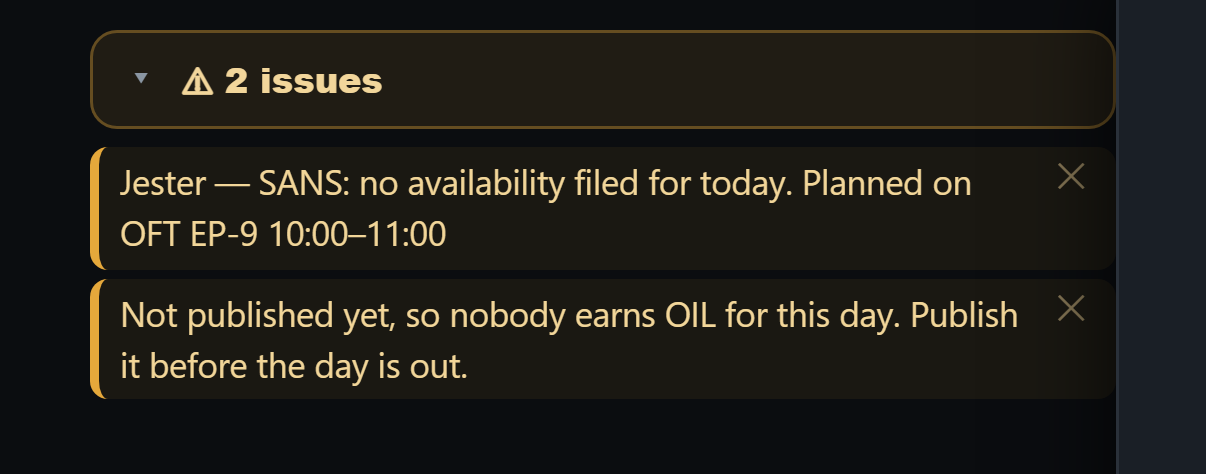 ⚠ 2 issues
Jester — SANS: no availability filed for today. Planned on
OFT EP-9 10:00–11:00
Not published yet, so nobody earns OIL for this day. Publish
it before the day is out.